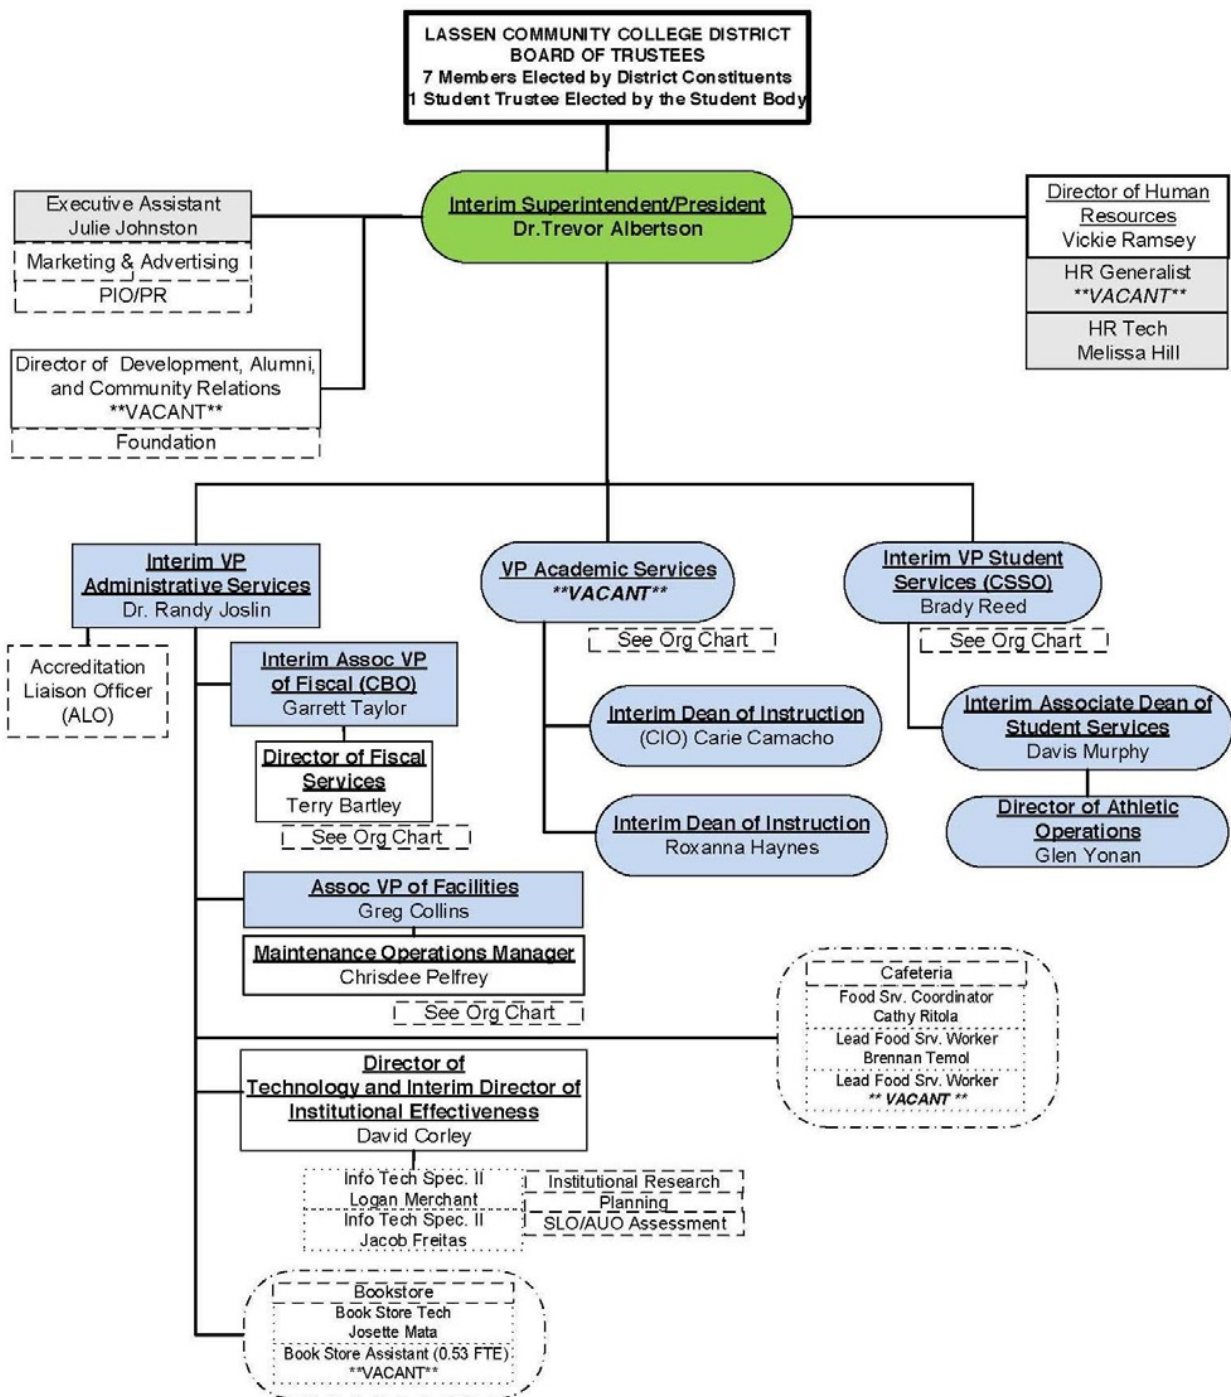 LASSEN COMMUNITY COLLEGE DISTRICT
BOARD OF TRUSTEES
7 Members Elected by District Constituents
1 Student Trustee Elected by the Student Body
Interim Superintendent/President
Dr.Trevor Albertson
Executive Assistant
Julie Johnston
Marketing & Advertising
PIO/PR
Director of Development, Alumni,
and Community Relations
**VACANT**
Foundation
Director of Human
Resources
Vickie Ramsey
HR Generalist
**VACANT**
HR Tech
Melissa Hill
Interim VP
Administrative Services
Dr. Randy Joslin
Accreditation
Liaison Officer
(ALO)
Interim Assoc VP
of Fiscal (CBO)
Garrett Taylor
Director of Fiscal
Services
Terry Bartley
See Org Chart
Assoc VP of Facilities
Greg Collins
Maintenance Operations Manager
Chrisdee Pelfrey
See Org Chart
VP Academic Services
**VACANT**
See Org Chart
Interim Dean of Instruction
(CIO) Carie Camacho
Interim Dean of Instruction
Roxanna Haynes
Interim VP Student
Services (CSSO)
Brady Reed
See Org Chart
Interim Associate Dean of
Student Services
Davis Murphy
Director of Athletic
Operations
Glen Yonan
Cafeteria
Food Srv. Coordinator
Cathy Ritola
Lead Food Srv. Worker
Brennan Temol
Lead Food Srv. Worker
** VACANT **
Director of
Technology and Interim Director of
Institutional Effectiveness
David Corley
Info Tech Spec. II
Logan Merchant
Info Tech Spec. II
Jacob Freitas
Institutional Research
Planning
SLO/AUO Assessment
Bookstore
Book Store Tech
Josette Mata
Book Store Assistant (0.53 FTE)
**VACANT**